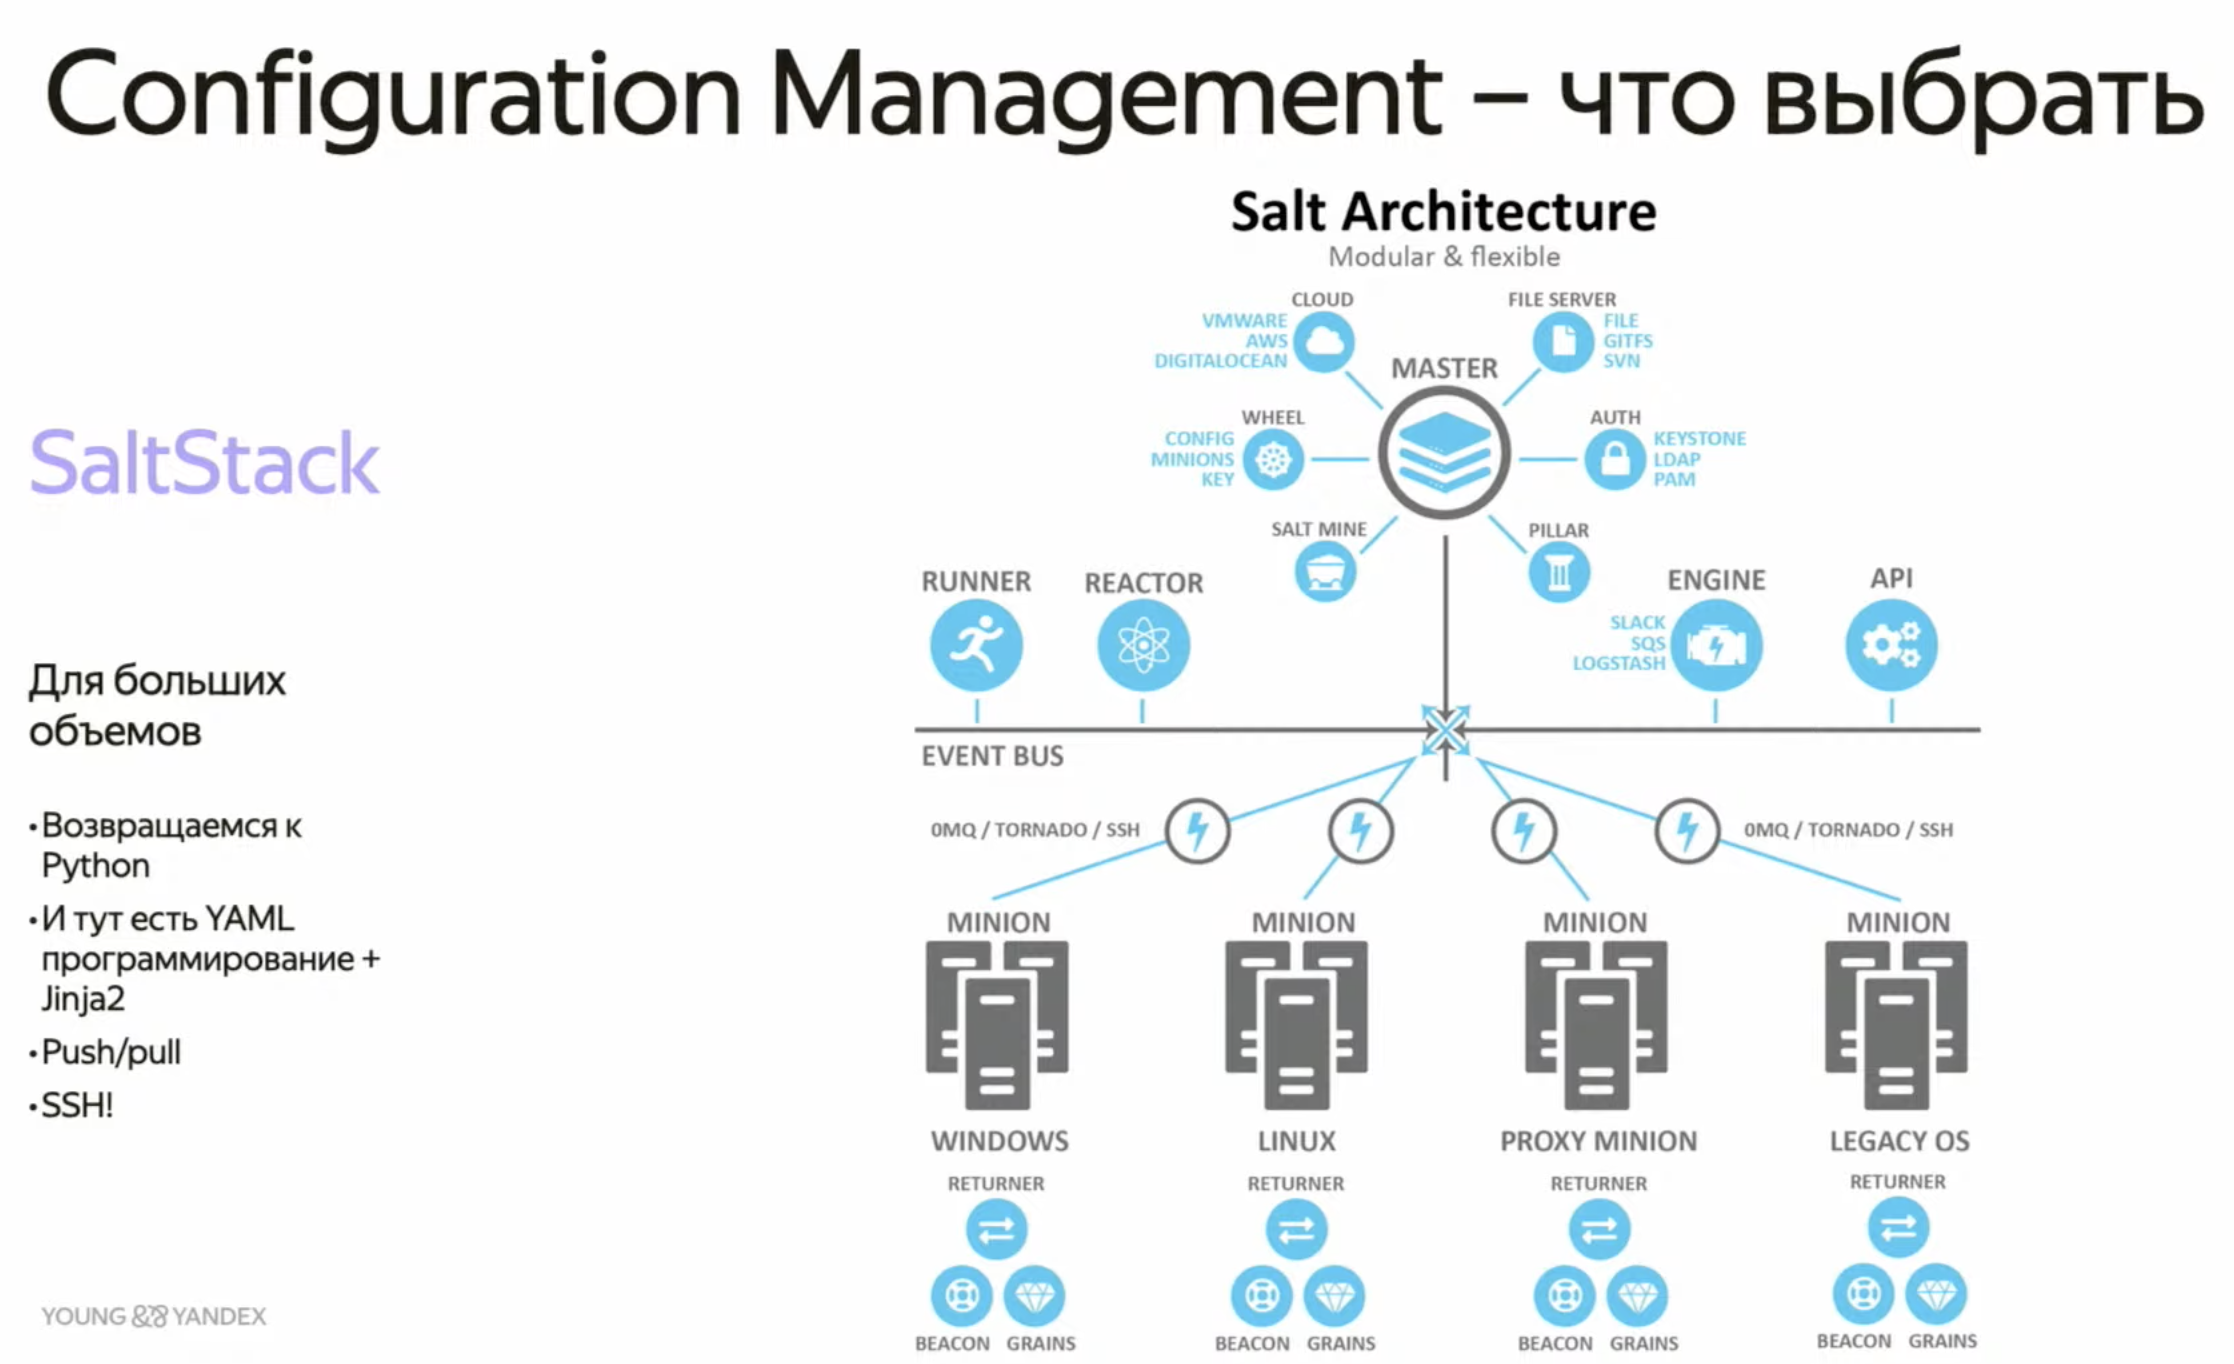 Configuration Management – что выбрать
SaltStack
Для больших
объемов
·Возвращаемся к
Python
·И тут есть YAML
программирование +
Jinja2
·Push/pull
·SSH!
YOUNG && YANDEX
Salt Architecture
Modular & flexible
CLOUD
VMWARE
AWS
DIGITALOCEAN
FILE SERVER
FILE
GITFS
SVN
MASTER
WHEEL
CONFIG
MINIONS
KEY
AUTH
KEYSTONE
LDAP
PAM
SALT MINE
PILLAR
RUNNER
REACTOR
ENGINE
SLACK
SQS
LOGSTASH
API
EVENT BUS
0MQ / TORNADO / SSH
0MQ / TORNADO / SSH
MINION
MINION
MINION
MINION
WINDOWS
LINUX
PROXY MINION
LEGACY OS
RETURNER
RETURNER
RETURNER
RETURNER
BEACON GRAINS
BEACON GRAINS
BEACON GRAINS
BEACON GRAINS